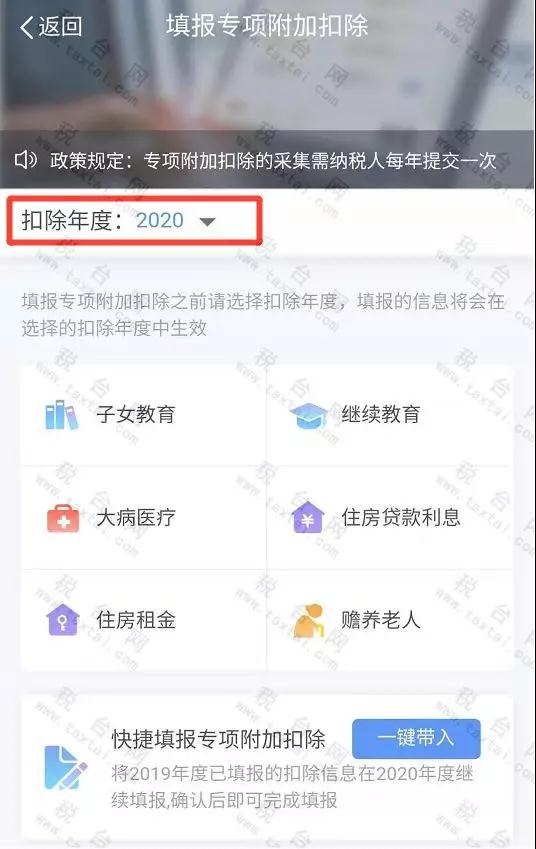 返回
填报专项附加扣除
政策规定：专项附加扣除的采集需纳税人每年提交一次
扣除年度：2020
填报专项附加扣除之前请选择扣除年度，填报的信息将会在
选择的扣除年度中生效
子女教育
继续教育
大病医疗
住房贷款利息
住房租金
赡养老人
快捷填报专项附加扣除
一键带入
将2019年度已填报的扣除信息在2020年度继
续填报,确认后即可完成填报
税台网
www.taxtai.com